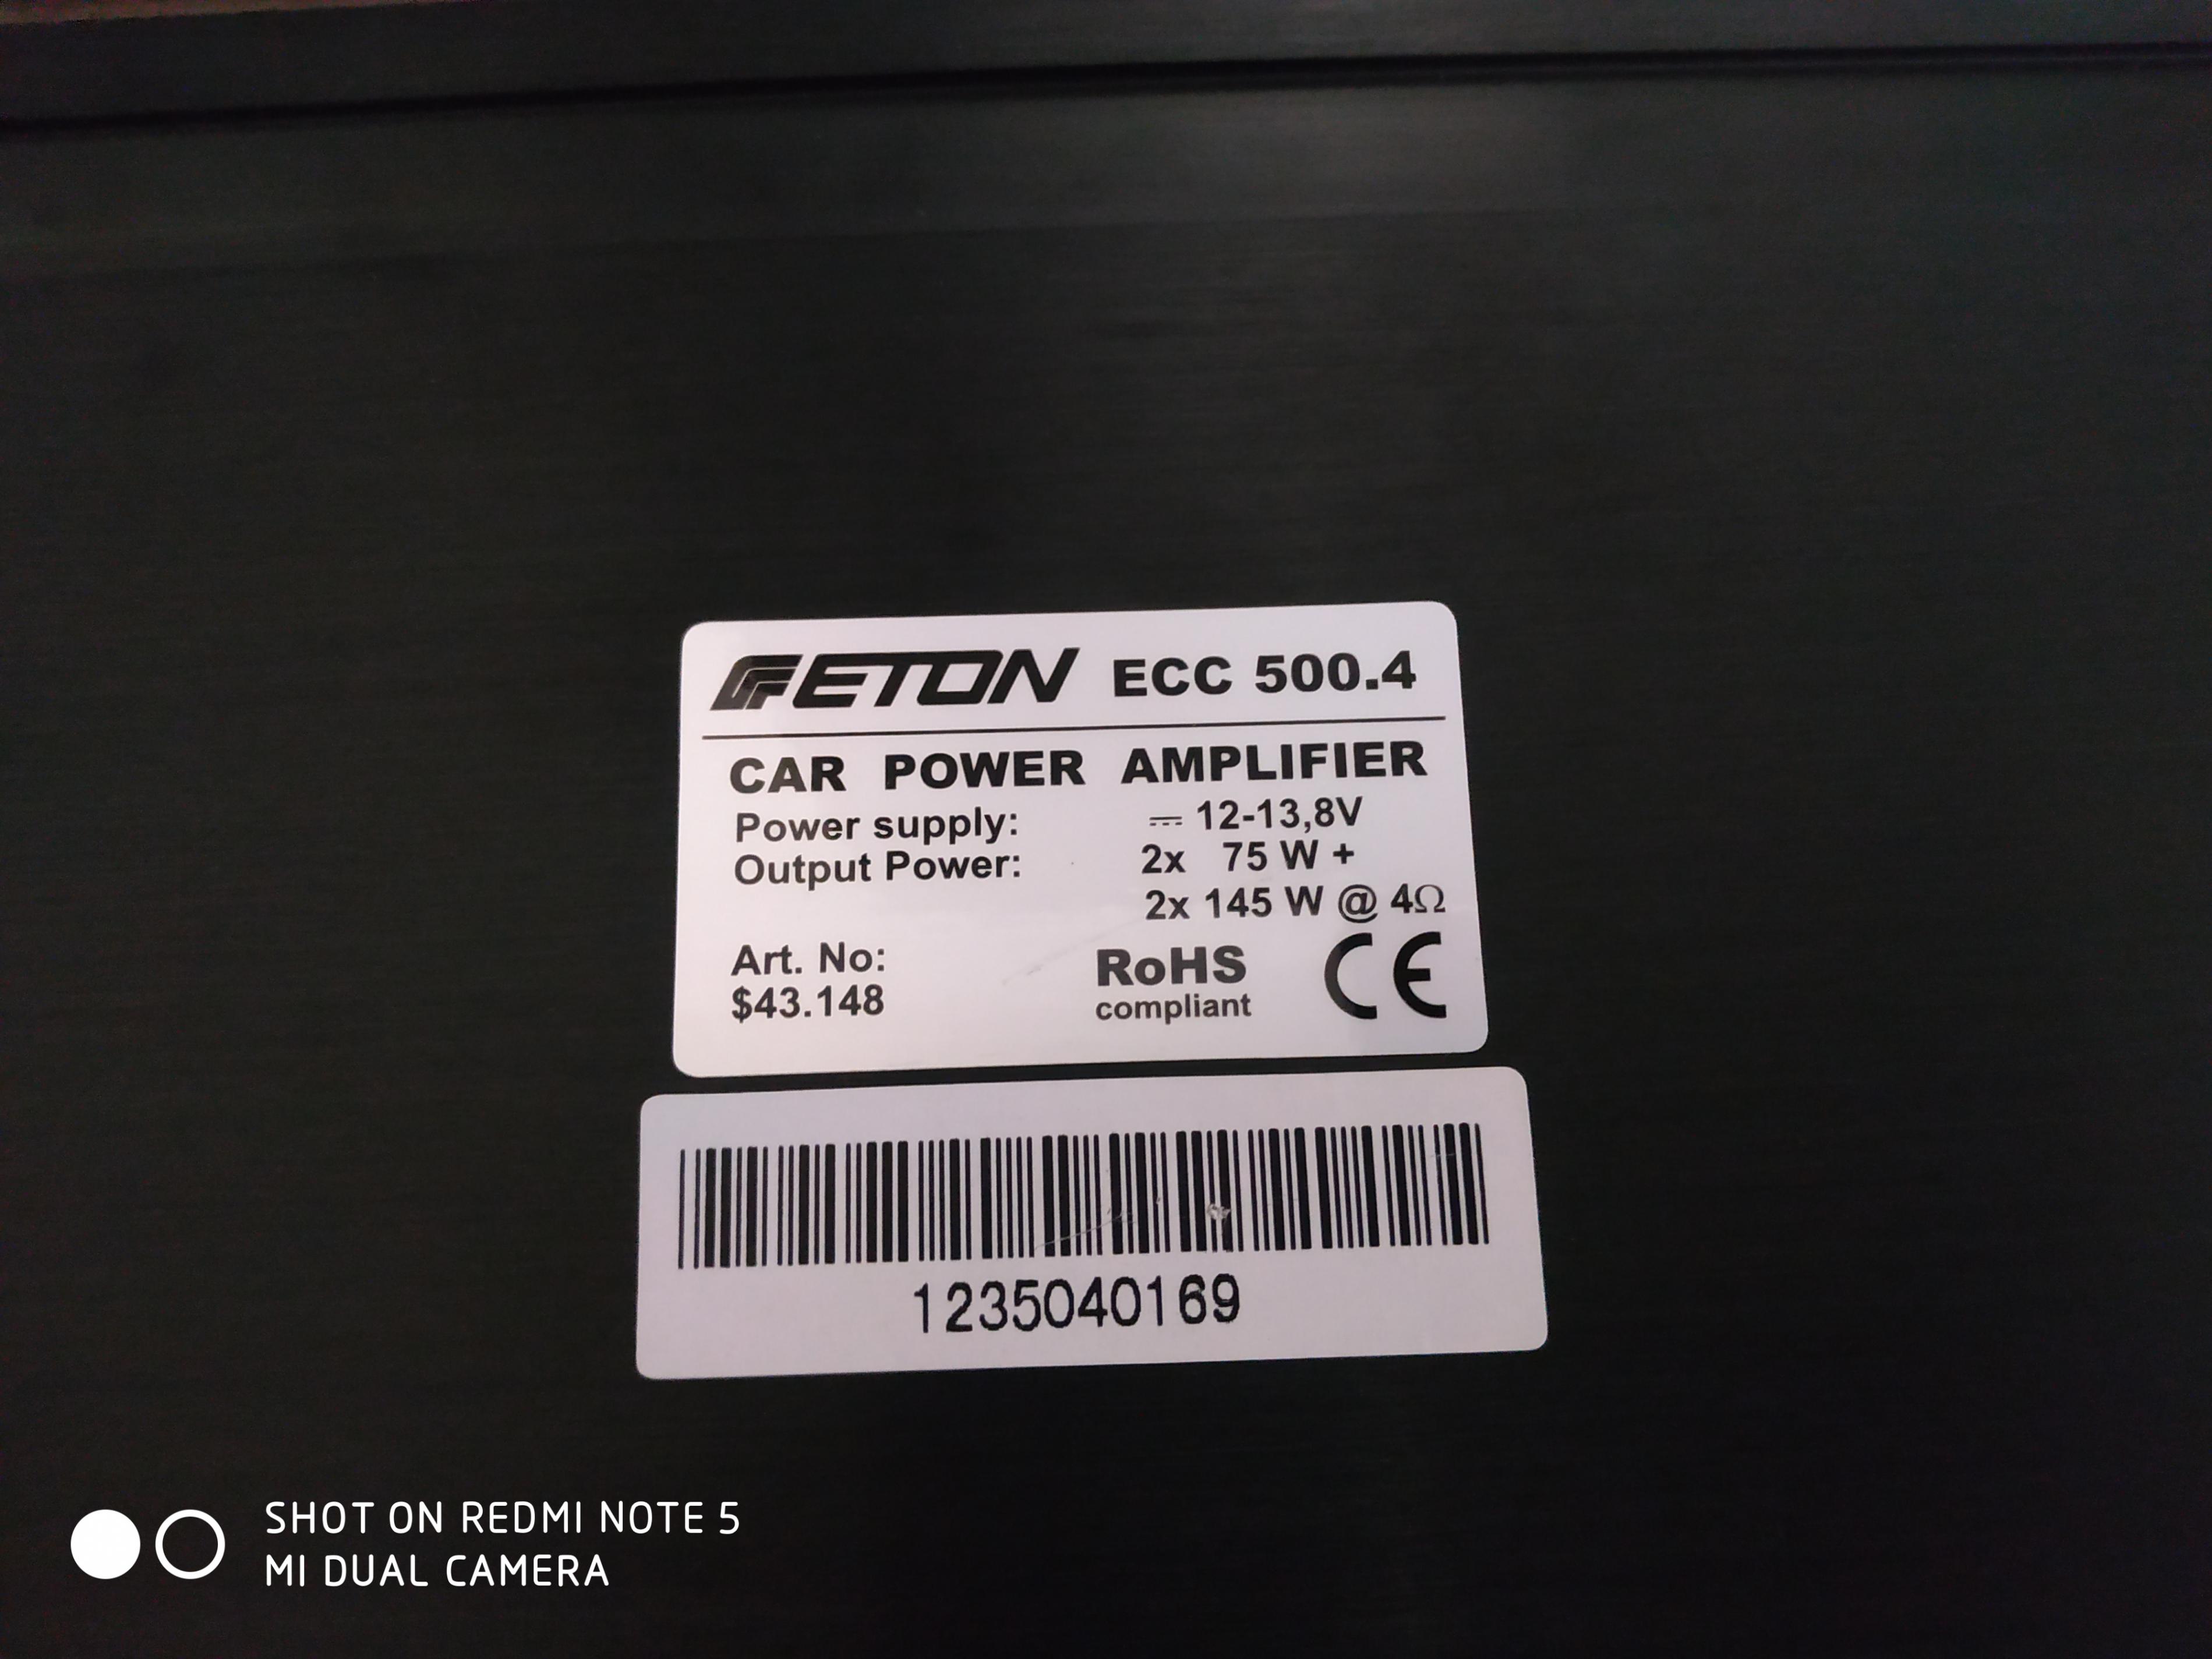 ETON ECC 500.4
CAR POWER AMPLIFIER
Power supply: ⎓ 12-13,8V
Output Power: 2x 75 W +
2x 145 W @ 4Ω
Art. No:
$43.148
RoHS
compliant
CE
1235040169
SHOT ON REDMI NOTE 5
MI DUAL CAMERA